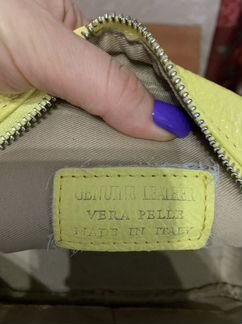 GENUINE LEATHER
VERA PELLE
MADE IN ITALY